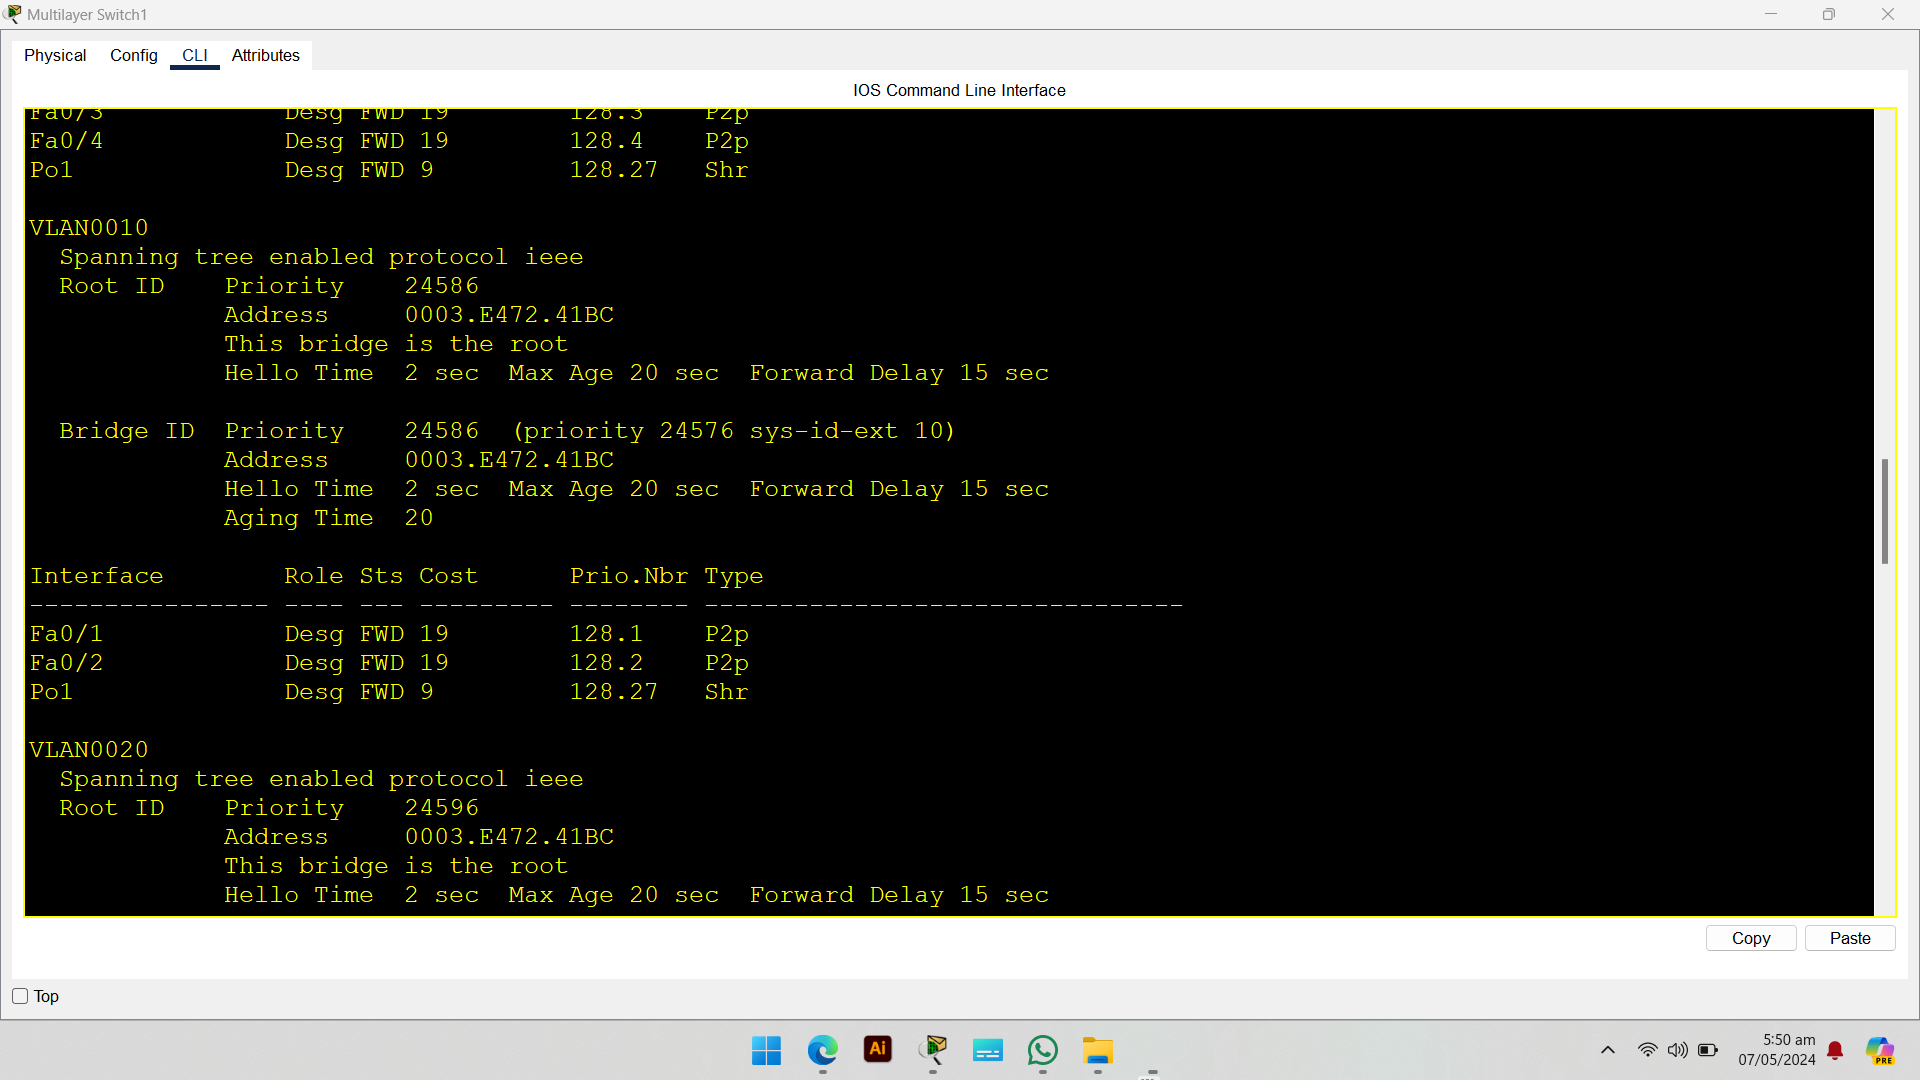 Multilayer Switch1
Physical Config CLI Attributes
IOS Command Line Interface
Fa0/3 Desg FWD 19 128.3 P2p
Fa0/4 Desg FWD 19 128.4 P2p
Po1 Desg FWD 9 128.27 Shr
VLAN0010
Spanning tree enabled protocol ieee
Root ID Priority 24586
Address 0003.E472.41BC
This bridge is the root
Hello Time 2 sec Max Age 20 sec Forward Delay 15 sec
Bridge ID Priority 24586 (priority 24576 sys-id-ext 10)
Address 0003.E472.41BC
Hello Time 2 sec Max Age 20 sec Forward Delay 15 sec
Aging Time 20
Interface Role Sts Cost Prio.Nbr Type
---------------- ---- --- --------- -------- --------------------------------
Fa0/1 Desg FWD 19 128.1 P2p
Fa0/2 Desg FWD 19 128.2 P2p
Po1 Desg FWD 9 128.27 Shr
VLAN0020
Spanning tree enabled protocol ieee
Root ID Priority 24596
Address 0003.E472.41BC
This bridge is the root
Hello Time 2 sec Max Age 20 sec Forward Delay 15 sec
Copy Paste
Top
Ai
5:50 am
07/05/2024
PRE